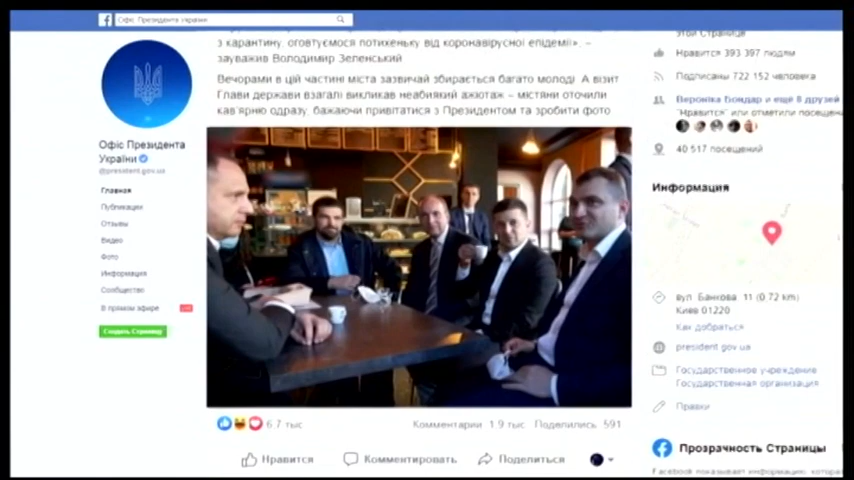 Офіс Президента України
з карантину, оговтуємося потихеньку від коронавірусної епідемії», –
зауважив Володимир Зеленський
Вечорами в цій частині міста зазвичай збирається багато молоді. А візит
Глави держави взагалі викликав неабиякий ажіотаж – містяни оточили
кав'ярню одразу, бажаючи привітатися з Президентом та зробити фото
Офіс Президента
України
@president.gov.ua
Главная
Публикации
Отзывы
Видео
Фото
Информация
Сообщество
В прямом эфире
Создать Страницу
6,7 тыс.
Комментарии 1,9 тыс. Поделились 591
Нравится
Комментировать
Поделиться
этой Странице
Нравится 393 397 людям
Подписаны 722 152 человека
Вероніка Бондар и ещё 8 друзей
"Нравится" или отметили посещен
40 517 посещений
Информация
вул. Банкова, 11 (0,72 km)
Киев 01220
Как добраться
president.gov.ua
Государственное учреждение
Государственная организация
Правки
Прозрачность Страницы
Facebook показывает информацию, которая